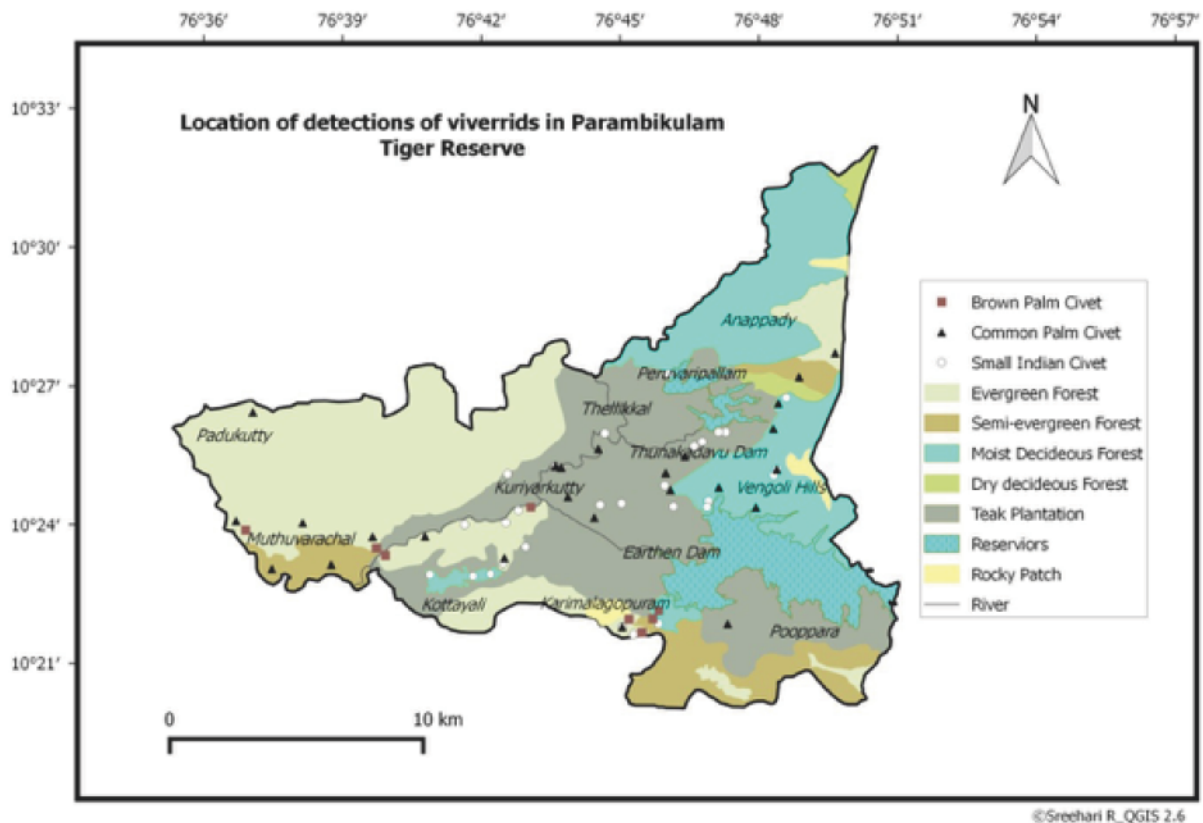 76°36′ 76°39′ 76°42′ 76°45′ 76°48′ 76°51′ 76°54′ 76°57′
10°33′
Location of detections of viverrids in Parambikulam
Tiger Reserve
N
10°30′
10°27′
10°24′
10°21′
Anappady
Peruvaripallam
Thellikkal
Padukutty
Thunakadavu Dam
Kuriyarkutty
Vengoli Hills
Muthuvarachal
Earthen Dam
Kottayali
Karimalagopuram
Pooppara
Brown Palm Civet
Common Palm Civet
Small Indian Civet
Evergreen Forest
Semi-evergreen Forest
Moist Decideous Forest
Dry decideous Forest
Teak Plantation
Reserviors
Rocky Patch
River
0 10 km
©Sreehari R_QGIS 2.6